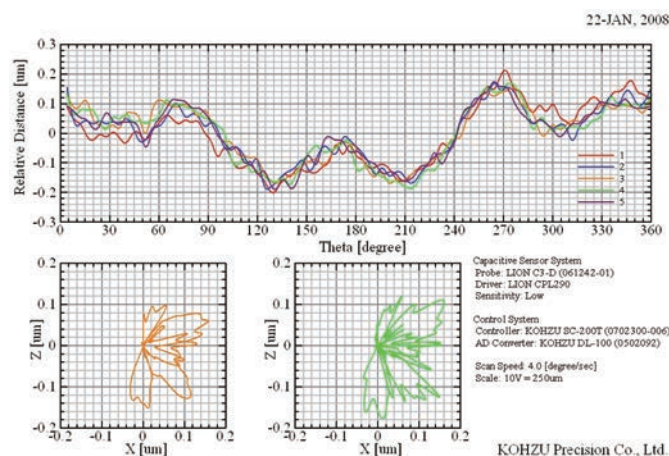 22-JAN, 2008
Relative Distance [um]
0.3
0.2
0.1
0
-0.1
-0.2
-0.3
0 30 60 90 120 150 180 210 240 270 300 330 360
Theta [degree]
1
2
3
4
5
Z [um]
0.2
0.1
0
-0.1
-0.2
-0.2 -0.1 0 0.1 0.2
X [um]
Z [um]
0.2
0.1
0
-0.1
-0.2
-0.2 -0.1 0 0.1 0.2
X [um]
Capacitive Sensor System
Probe: LION C3-D (061242-01)
Driver: LION CPL290
Sensitivity: Low
Control System
Controller: KOHZU SC-200T (0702300-006)
AD Converter: KOHZU DL-100 (0502092)
Scan Speed: 4.0 [degree/sec]
Scale: 10V = 250um
KOHZU Precision Co., Ltd.